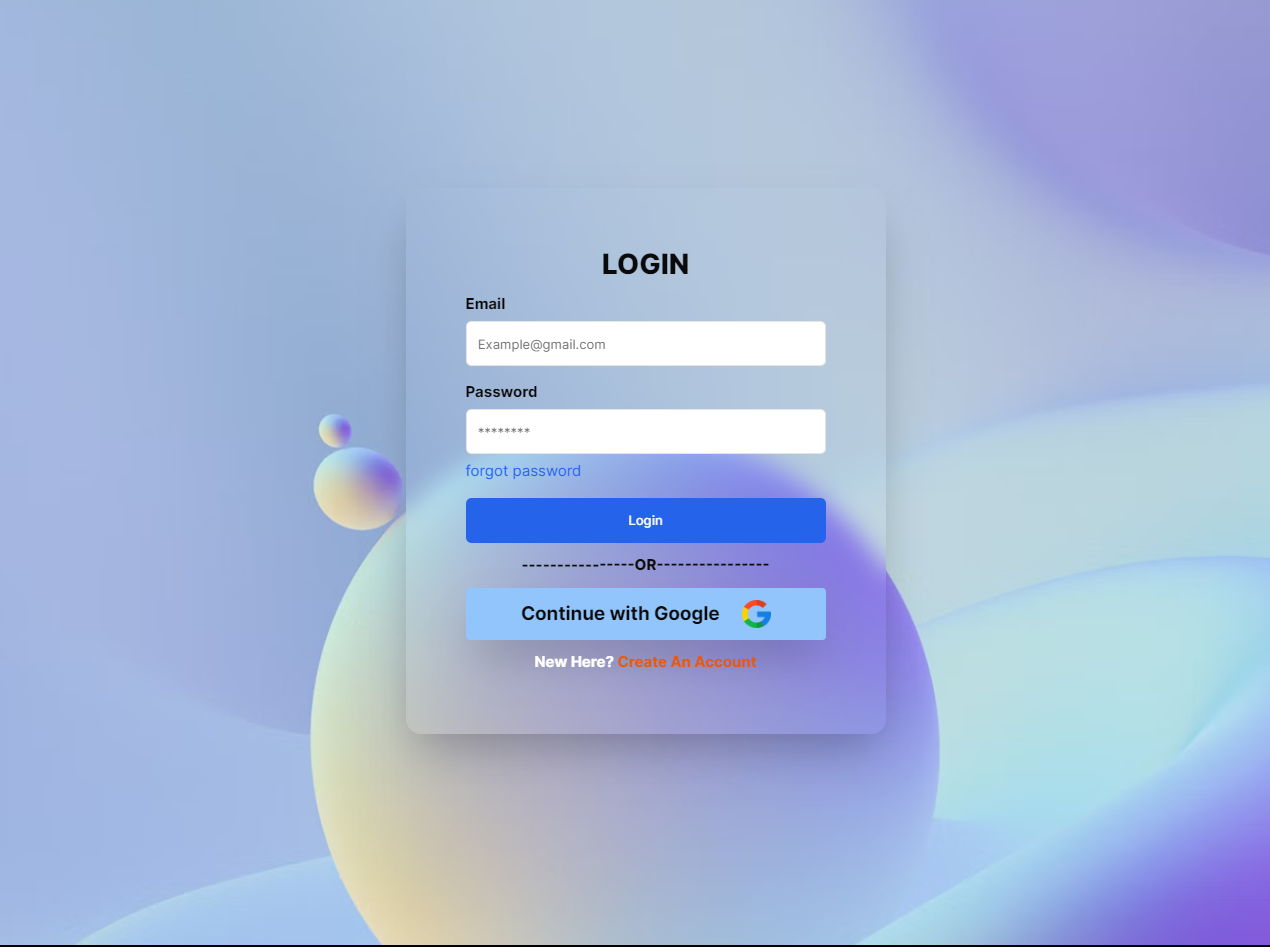 LOGIN
Email
Example@gmail.com
Password
********
forgot password
Login
----------------OR----------------
Continue with Google
New Here? Create An Account